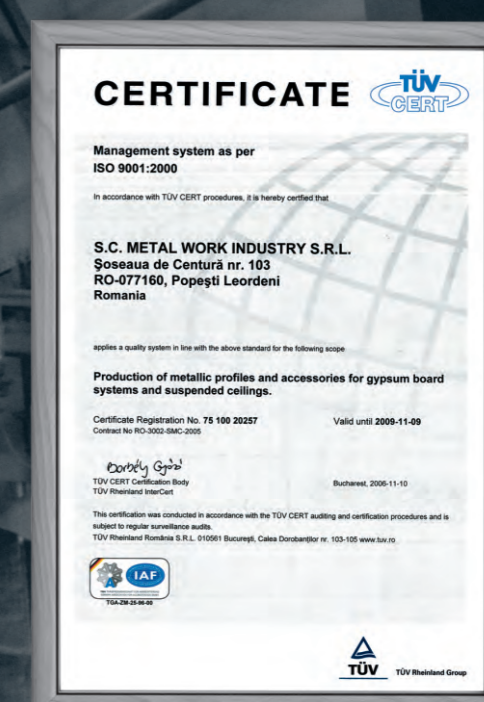 CERTIFICATE
TÜV
CERT
Management system as per
ISO 9001:2000
In accordance with TÜV CERT procedures, it is hereby certfied that
S.C. METAL WORK INDUSTRY S.R.L.
Şoseaua de Centură nr. 103
RO-077160, Popeşti Leordeni
Romania
applies a quality system in line with the above standard for the following scope
Production of metallic profiles and accessories for gypsum board
systems and suspended ceilings.
Certificate Registration No. 75 100 20257
Valid until 2009-11-09
Contract No RO-3002-SMC-2005
Borbély Győző
TÜV CERT Certification Body
TÜV Rheinland InterCert
Bucharest, 2006-11-10
This certification was conducted in accordance with the TÜV CERT auditing and certification procedures and is
subject to regular surveillance audits.
TÜV Rheinland România S.R.L. 010561 Bucureşti, Calea Dorobanţilor nr. 103-105 www.tuv.ro
IAF
TGA-ZM-25-96-00
TÜV
TÜV Rheinland Group